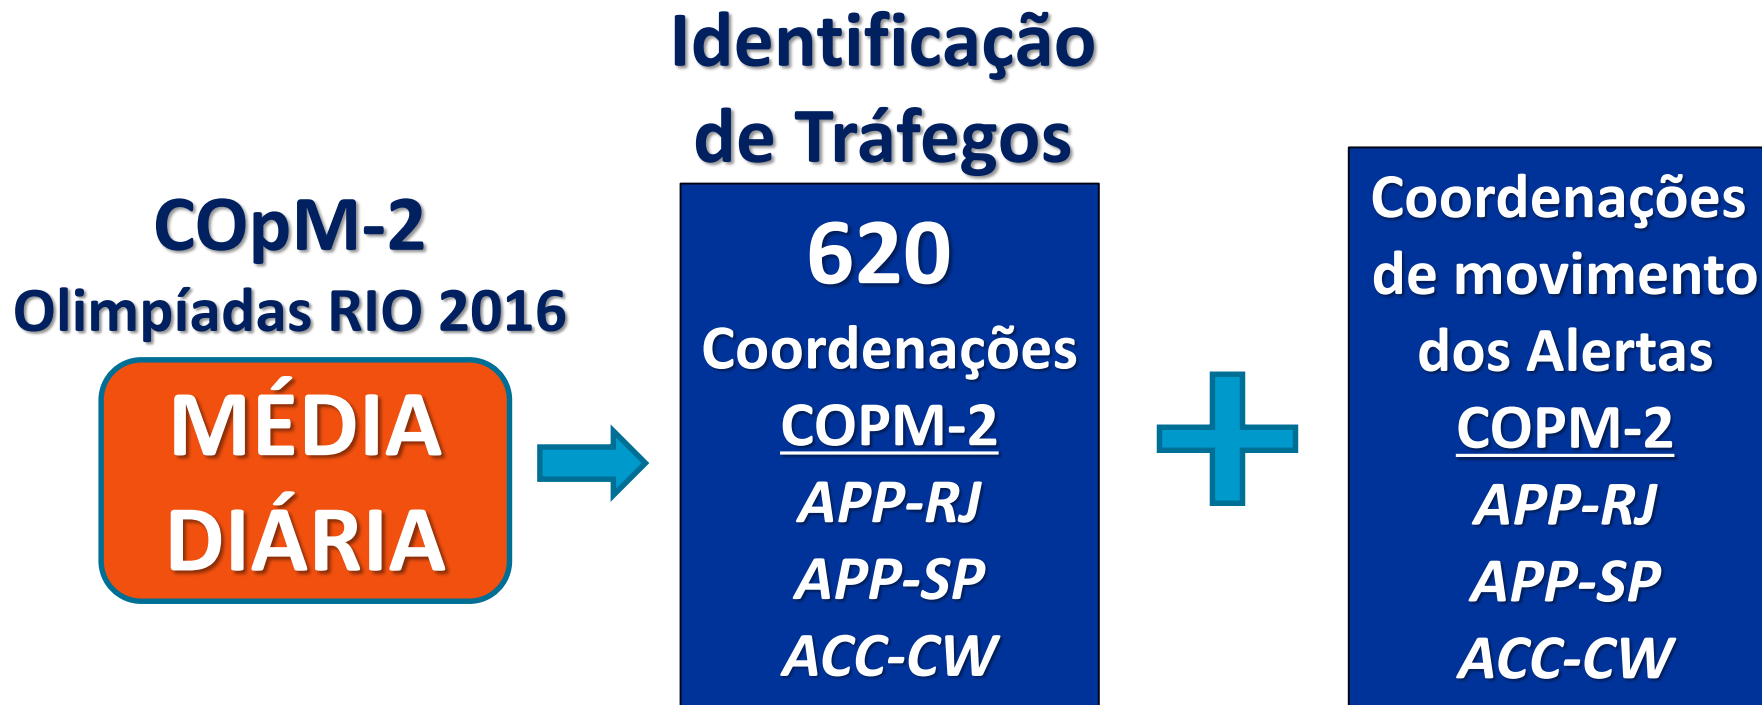 COpM-2
Olimpíadas RIO 2016
MÉDIA
DIÁRIA
Identificação
de Tráfegos
620
Coordenações
COPM-2
APP-RJ
APP-SP
ACC-CW
Coordenações
de movimento
dos Alertas
COPM-2
APP-RJ
APP-SP
ACC-CW